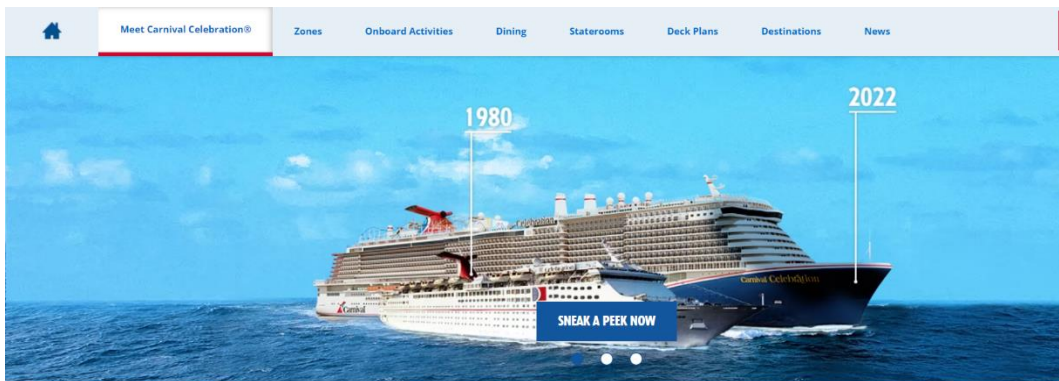 Meet Carnival Celebration®
Zones
Onboard Activities
Dining
Staterooms
Deck Plans
Destinations
News
1980
2022
Celebration
Carnival Celebration
Carnival
SNEAK A PEEK NOW